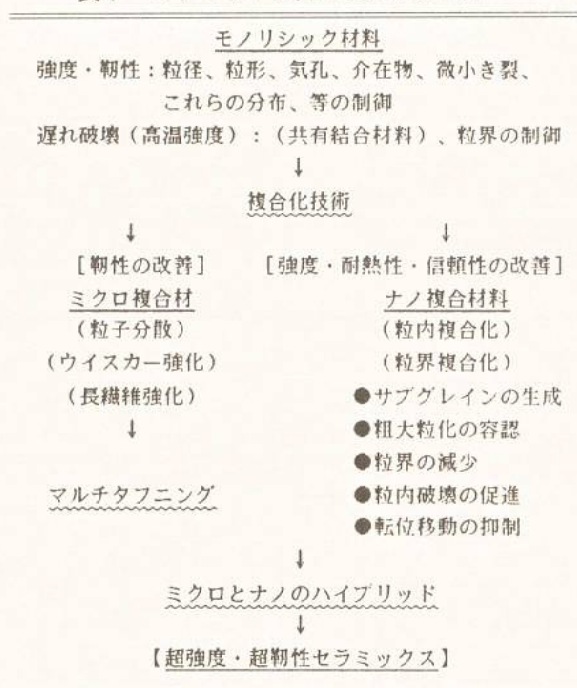 モノリシック材料
強度・靭性：粒径、粒形、気孔、介在物、微小き裂、
これらの分布、等の制御
遅れ破壊（高温強度）：（共有結合材料）、粒界の制御
↓
複合化技術
↓ ↓
［靭性の改善］ ［強度・耐熱性・信頼性の改善］
ミクロ複合材 ナノ複合材料
（粒子分散） （粒内複合化）
（ウイスカー強化） （粒界複合化）
（長繊維強化） ●サブグレインの生成
↓ ●粗大粒化の容認
●粒界の減少
マルチタフニング ●粒内破壊の促進
●転位移動の抑制
↓
ミクロとナノのハイブリッド
↓
【超強度・超靭性セラミックス】